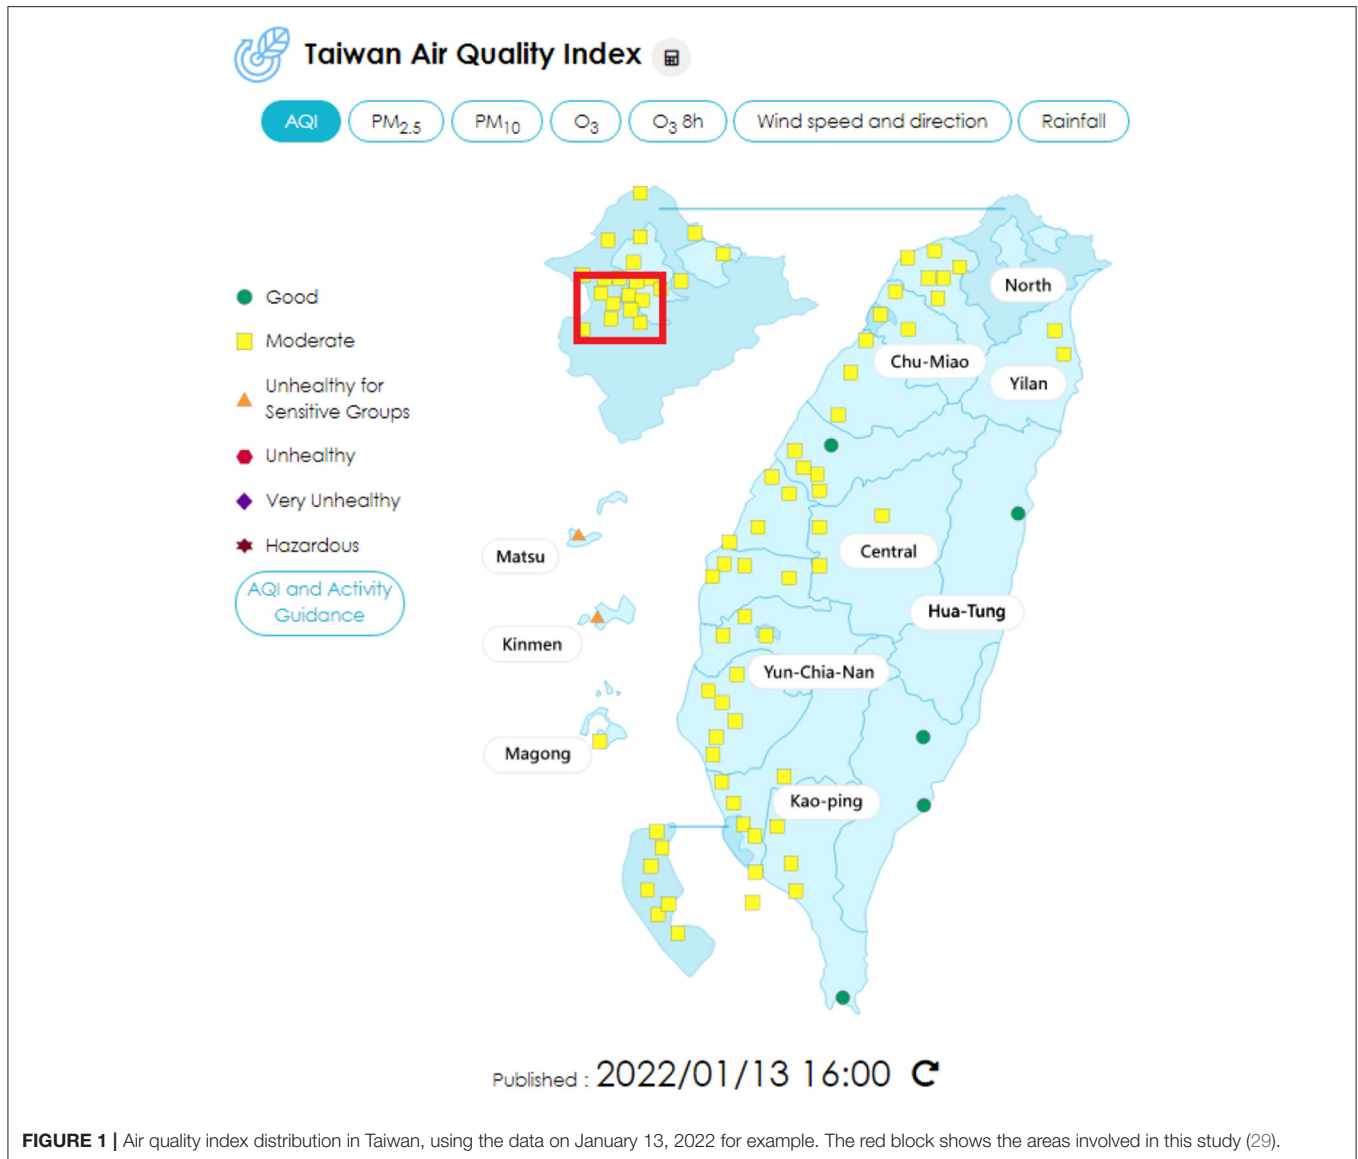 Taiwan Air Quality Index
AQI
PM2.5
PM10
O3
O3 8h
Wind speed and direction
Rainfall
Good
Moderate
Unhealthy for
Sensitive Groups
Unhealthy
Very Unhealthy
Hazardous
AQI and Activity
Guidance
North
Chu-Miao
Yilan
Matsu
Central
Hua-Tung
Kinmen
Yun-Chia-Nan
Magong
Kao-ping
Published : 2022/01/13 16:00
FIGURE 1 | Air quality index distribution in Taiwan, using the data on January 13, 2022 for example. The red block shows the areas involved in this study (29).